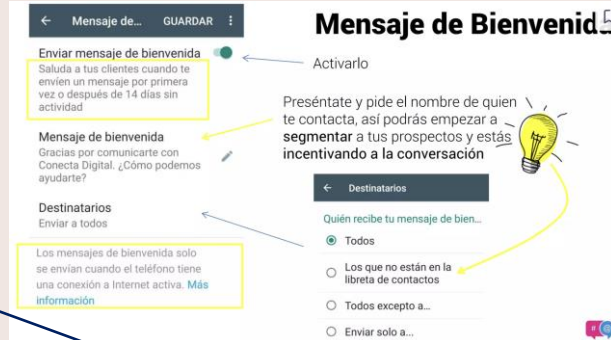 Mensaje de... GUARDAR
Enviar mensaje de bienvenida
Saluda a tus clientes cuando te
envíen un mensaje por primera
vez o después de 14 días sin
actividad
Mensaje de bienvenida
Gracias por comunicarte con
Conecta Digital. ¿Cómo podemos
ayudarte?
Destinatarios
Enviar a todos
Los mensajes de bienvenida solo
se envían cuando el teléfono tiene
una conexión a Internet activa. Más
información
Mensaje de Bienvenid
Activarlo
Preséntate y pide el nombre de quien
te contacta, así podrás empezar a
segmentar a tus prospectos y estás
incentivando a la conversación
Destinatarios
Quién recibe tu mensaje de bien...
Todos
Los que no están en la
libreta de contactos
Todos excepto a...
Enviar solo a...